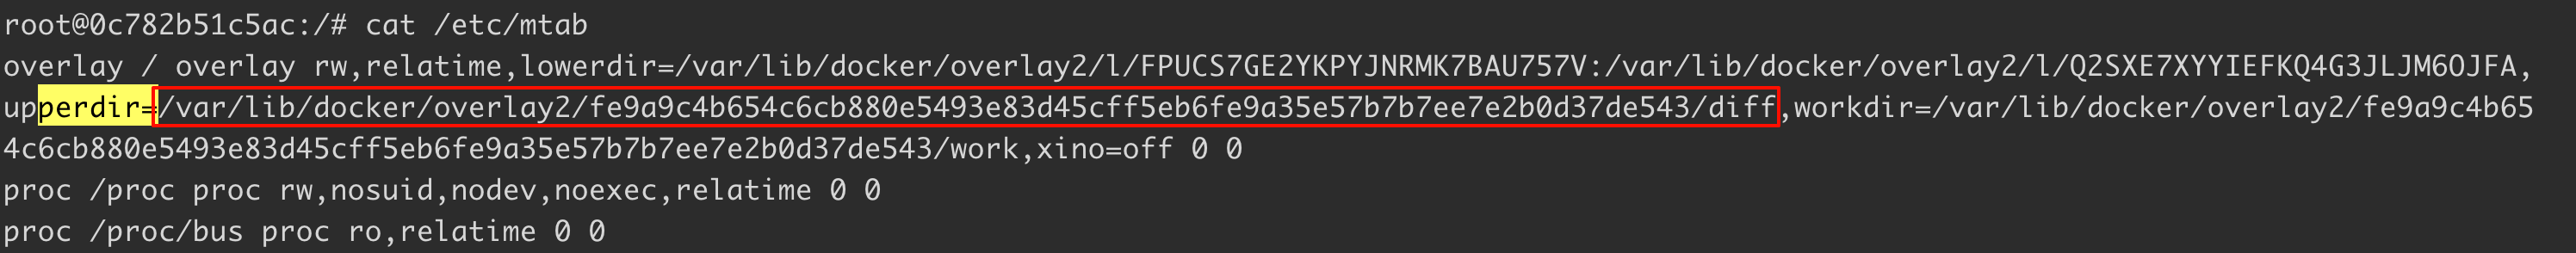 root@0c782b51c5ac:/# cat /etc/mtab
overlay / overlay rw,relatime,lowerdir=/var/lib/docker/overlay2/l/FPUCS7GE2YKPYJNRMK7BAU757V:/var/lib/docker/overlay2/l/Q2SXE7XYYIEFKQ4G3JLJM6OJFA,
upperdir=/var/lib/docker/overlay2/fe9a9c4b654c6cb880e5493e83d45cff5eb6fe9a35e57b7b7ee7e2b0d37de543/diff,workdir=/var/lib/docker/overlay2/fe9a9c4b65
4c6cb880e5493e83d45cff5eb6fe9a35e57b7b7ee7e2b0d37de543/work,xino=off 0 0
proc /proc proc rw,nosuid,nodev,noexec,relatime 0 0
proc /proc/bus proc ro,relatime 0 0